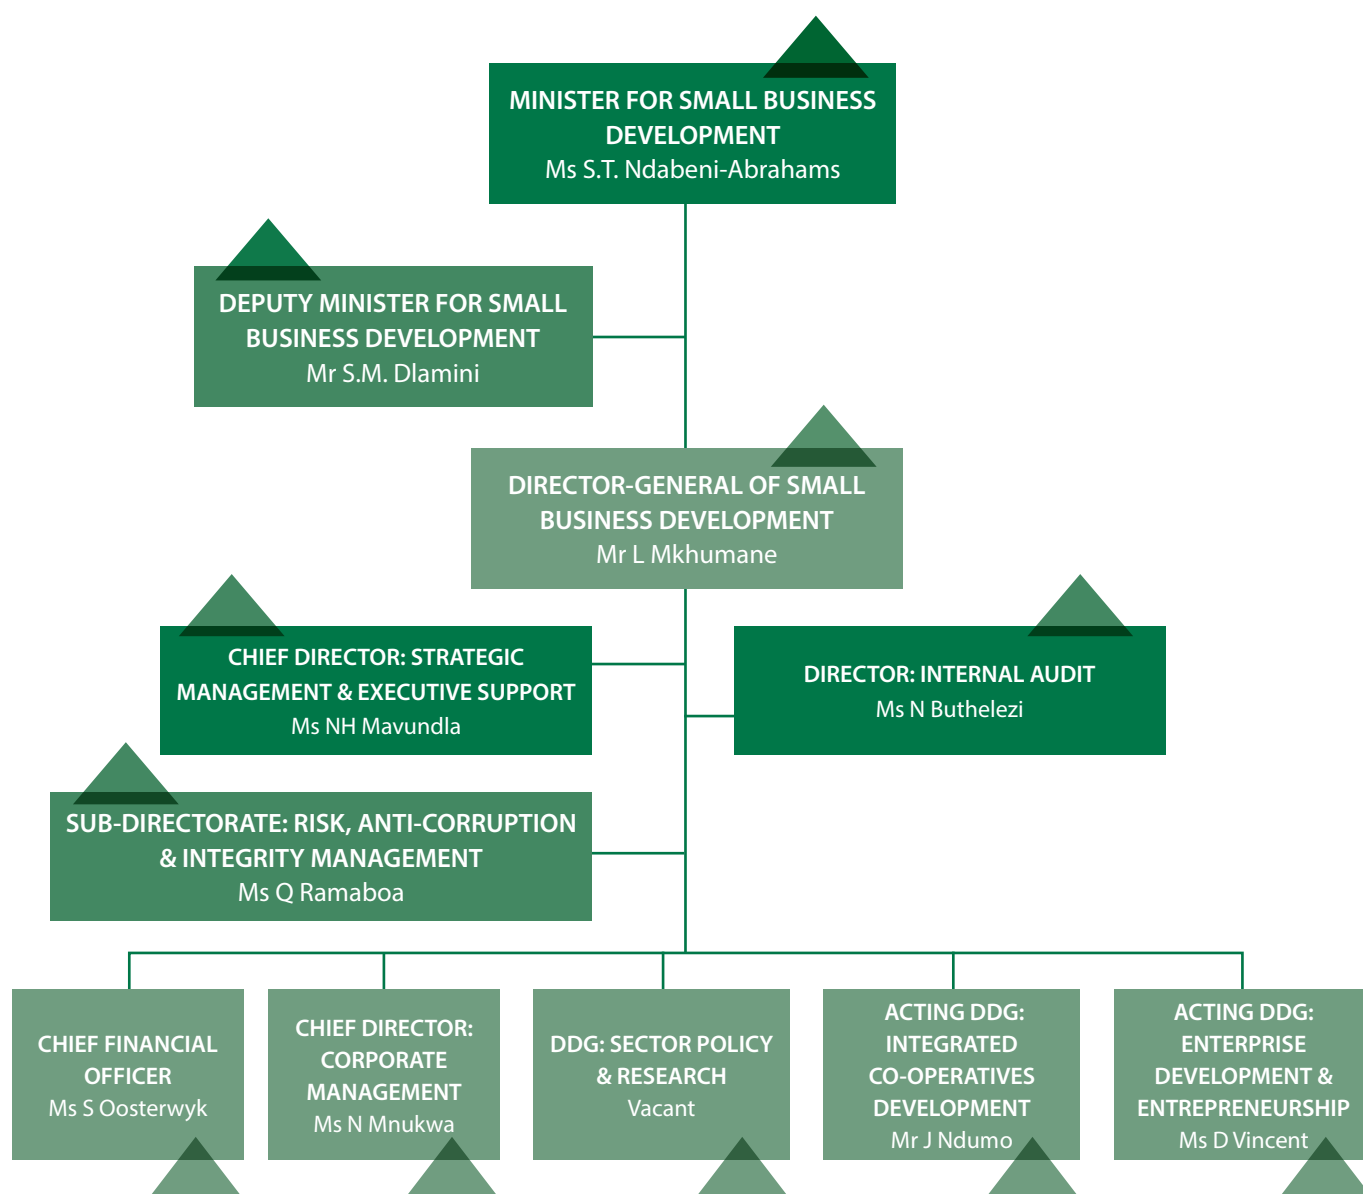 MINISTER FOR SMALL BUSINESS
DEVELOPMENT
Ms S.T. Ndabeni-Abrahams
DEPUTY MINISTER FOR SMALL
BUSINESS DEVELOPMENT
Mr S.M. Dlamini
DIRECTOR-GENERAL OF SMALL
BUSINESS DEVELOPMENT
Mr L Mkhumane
CHIEF DIRECTOR: STRATEGIC
MANAGEMENT & EXECUTIVE SUPPORT
Ms NH Mavundla
DIRECTOR: INTERNAL AUDIT
Ms N Buthelezi
SUB-DIRECTORATE: RISK, ANTI-CORRUPTION
& INTEGRITY MANAGEMENT
Ms Q Ramaboa
CHIEF FINANCIAL
OFFICER
Ms S Oosterwyk
CHIEF DIRECTOR:
CORPORATE
MANAGEMENT
Ms N Mnukwa
DDG: SECTOR POLICY
& RESEARCH
Vacant
ACTING DDG:
INTEGRATED
CO-OPERATIVES
DEVELOPMENT
Mr J Ndumo
ACTING DDG:
ENTERPRISE
DEVELOPMENT &
ENTREPRENEURSHIP
Ms D Vincent